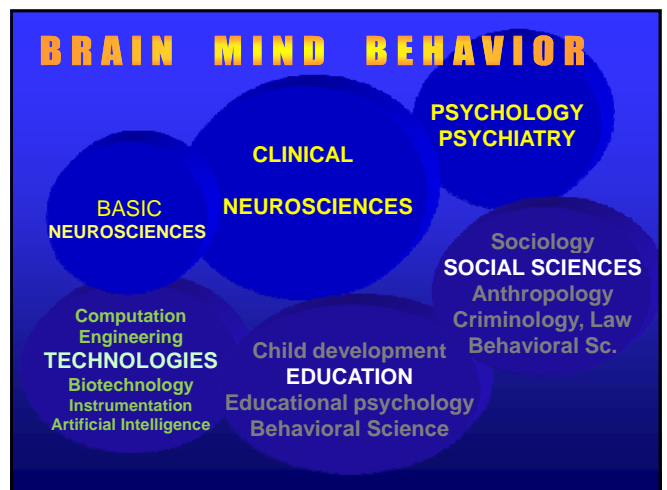 BRAIN MIND BEHAVIOR
PSYCHOLOGY
PSYCHIATRY
CLINICAL
NEUROSCIENCES
BASIC
NEUROSCIENCES
Sociology
SOCIAL SCIENCES
Anthropology
Criminology, Law
Behavioral Sc.
Computation
Engineering
TECHNOLOGIES
Biotechnology
Instrumentation
Artificial Intelligence
Child development
EDUCATION
Educational psychology
Behavioral Science